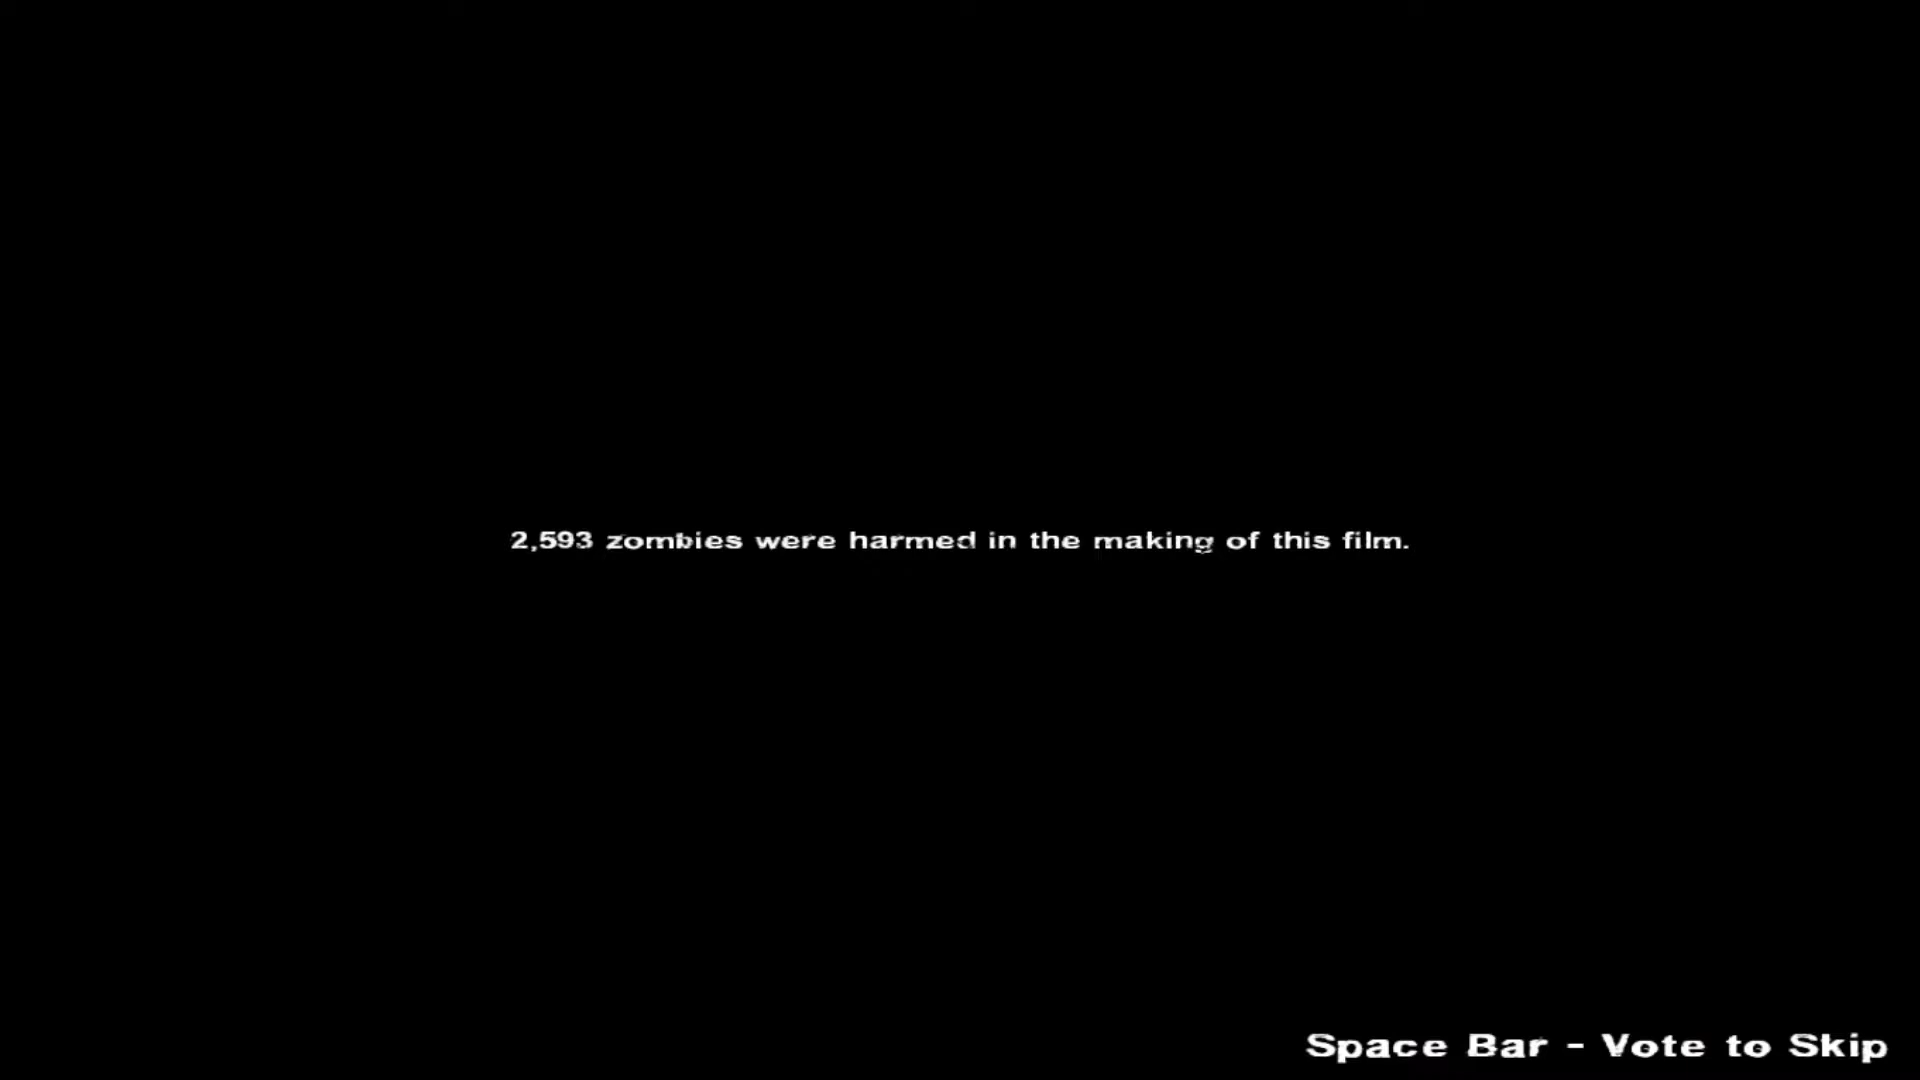 2,593 zombies were harmed in the making of this film.
Space Bar - Vote to Skip